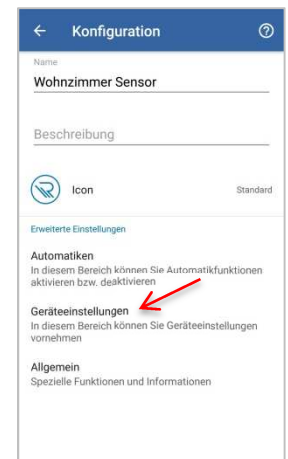 Konfiguration
Name
Wohnzimmer Sensor
Beschreibung
Icon
Standard
Erweiterte Einstellungen
Automatiken
In diesem Bereich können Sie Automatikfunktionen
aktivieren bzw. deaktivieren
Geräteeinstellungen
In diesem Bereich können Sie Geräteeinstellungen
vornehmen
Allgemein
Spezielle Funktionen und Informationen